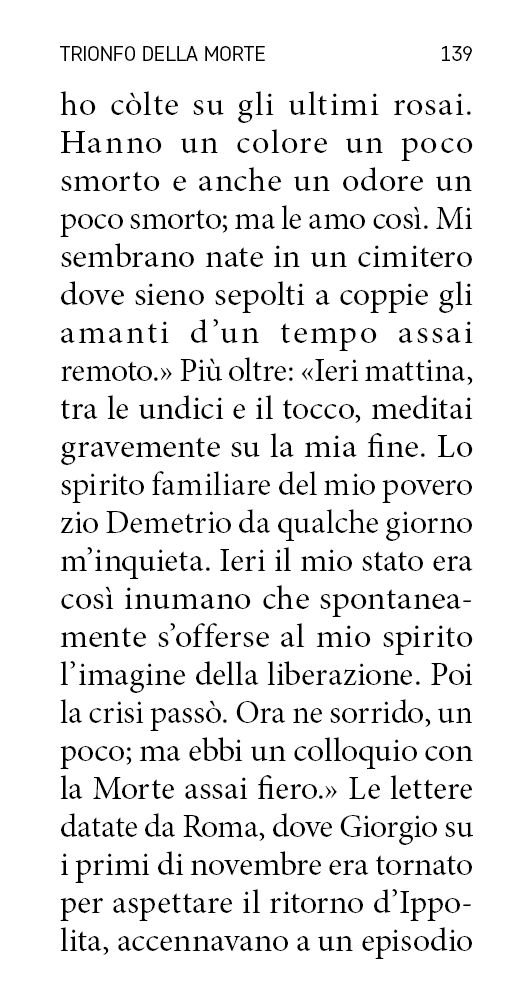 TRIONFO DELLA MORTE 139
ho còlte su gli ultimi rosai.
Hanno un colore un poco
smorto e anche un odore un
poco smorto; ma le amo così. Mi
sembrano nate in un cimitero
dove sieno sepolti a coppie gli
amanti d’un tempo assai
remoto.» Più oltre: «Ieri mattina,
tra le undici e il tocco, meditai
gravemente su la mia fine. Lo
spirito familiare del mio povero
zio Demetrio da qualche giorno
m’inquieta. Ieri il mio stato era
così inumano che spontanea-
mente s’offerse al mio spirito
l’imagine della liberazione. Poi
la crisi passò. Ora ne sorrido, un
poco; ma ebbi un colloquio con
la Morte assai fiero.» Le lettere
datate da Roma, dove Giorgio su
i primi di novembre era tornato
per aspettare il ritorno d’Ippo-
lita, accennavano a un episodio